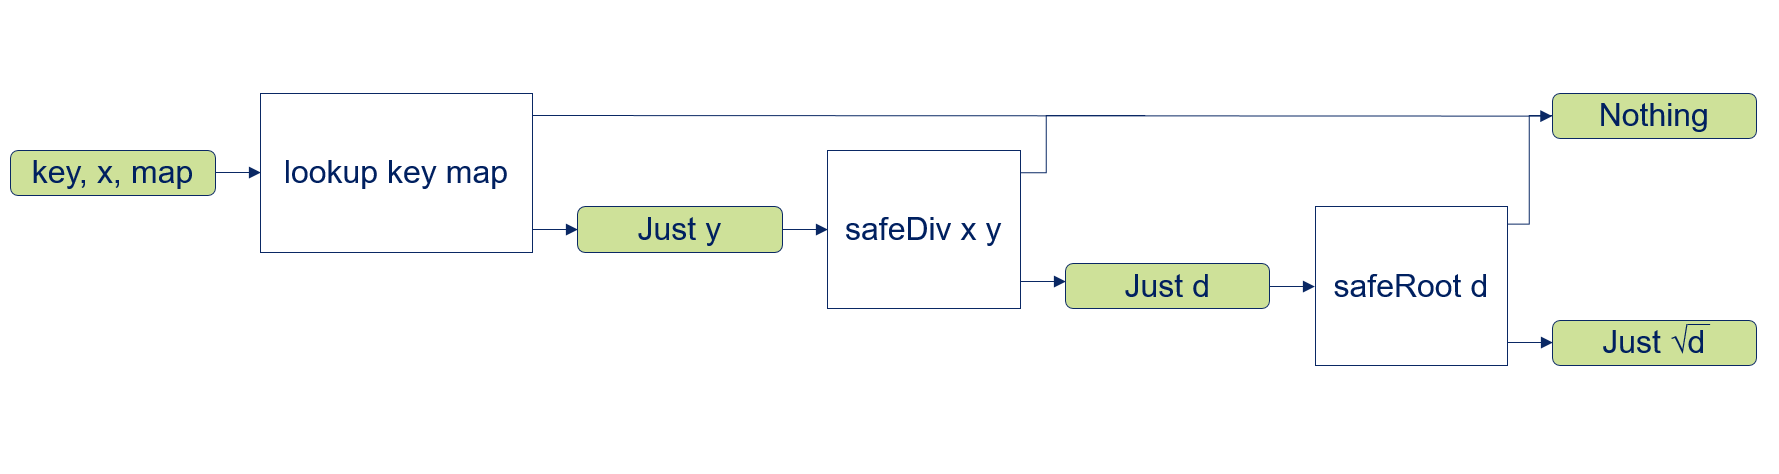 key, x, map
lookup key map
Just y
safeDiv x y
Just d
safeRoot d
Nothing
Just √d